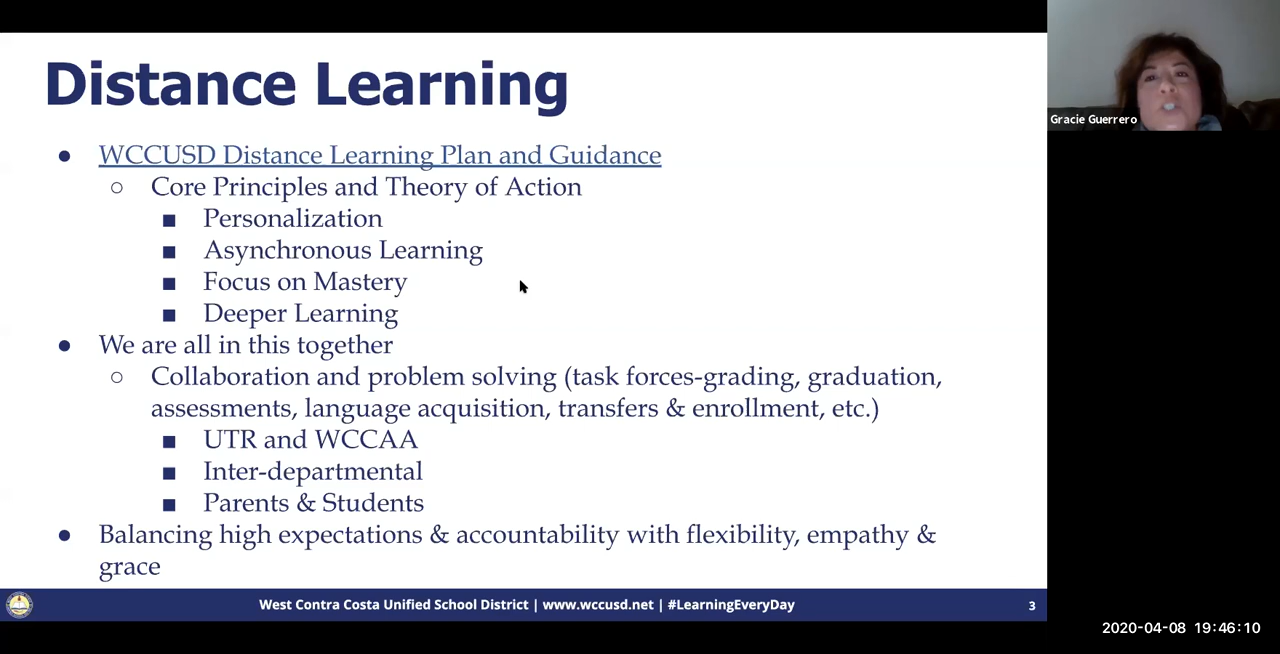 Distance Learning
● WCCUSD Distance Learning Plan and Guidance
○ Core Principles and Theory of Action
■ Personalization
■ Asynchronous Learning
■ Focus on Mastery
■ Deeper Learning
● We are all in this together
○ Collaboration and problem solving (task forces-grading, graduation,
assessments, language acquisition, transfers & enrollment, etc.)
■ UTR and WCCAA
■ Inter-departmental
■ Parents & Students
● Balancing high expectations & accountability with flexibility, empathy &
grace
West Contra Costa Unified School District | www.wccusd.net | #LearningEveryDay
3
Gracie Guerrero
2020-04-08 19:46:10